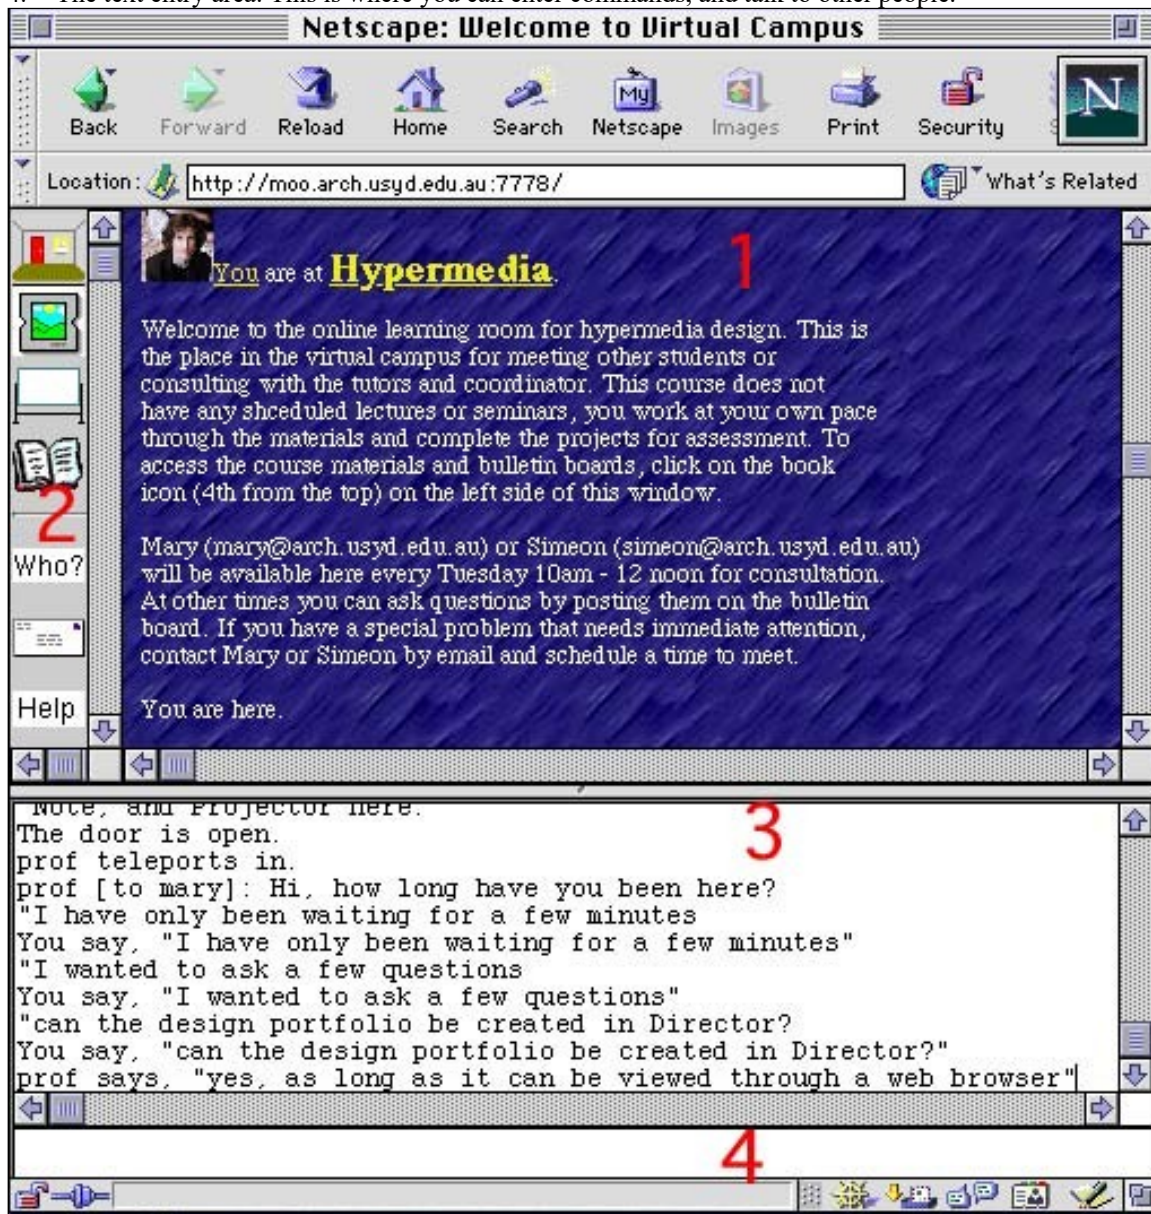 4. The text entry area. This is where you can enter commands, and talk to other people.
Netscape: Welcome to Virtual Campus
Back Forward Reload Home Search My Netscape Images Print Security N
Location: http://moo.arch.usyd.edu.au:7778/ What's Related
1
You are at Hypermedia.
Welcome to the online learning room for hypermedia design. This is
the place in the virtual campus for meeting other students or
consulting with the tutors and coordinator. This course does not
have any shceduled lectures or seminars, you work at your own pace
through the materials and complete the projects for assessment. To
access the course materials and bulletin boards, click on the book
icon (4th from the top) on the left side of this window.
2
Who?
Mary (mary@arch.usyd.edu.au) or Simeon (simeon@arch.usyd.edu.au)
will be available here every Tuesday 10am - 12 noon for consultation.
At other times you can ask questions by posting them on the bulletin
board. If you have a special problem that needs immediate attention,
contact Mary or Simeon by email and schedule a time to meet.
Help
You are here.
3
Note, and Projector here.
The door is open.
prof teleports in.
prof [to mary]: Hi, how long have you been here?
"I have only been waiting for a few minutes
You say, "I have only been waiting for a few minutes"
"I wanted to ask a few questions
You say, "I wanted to ask a few questions"
"can the design portfolio be created in Director?
You say, "can the design portfolio be created in Director?"
prof says, "yes, as long as it can be viewed through a web browser"
4